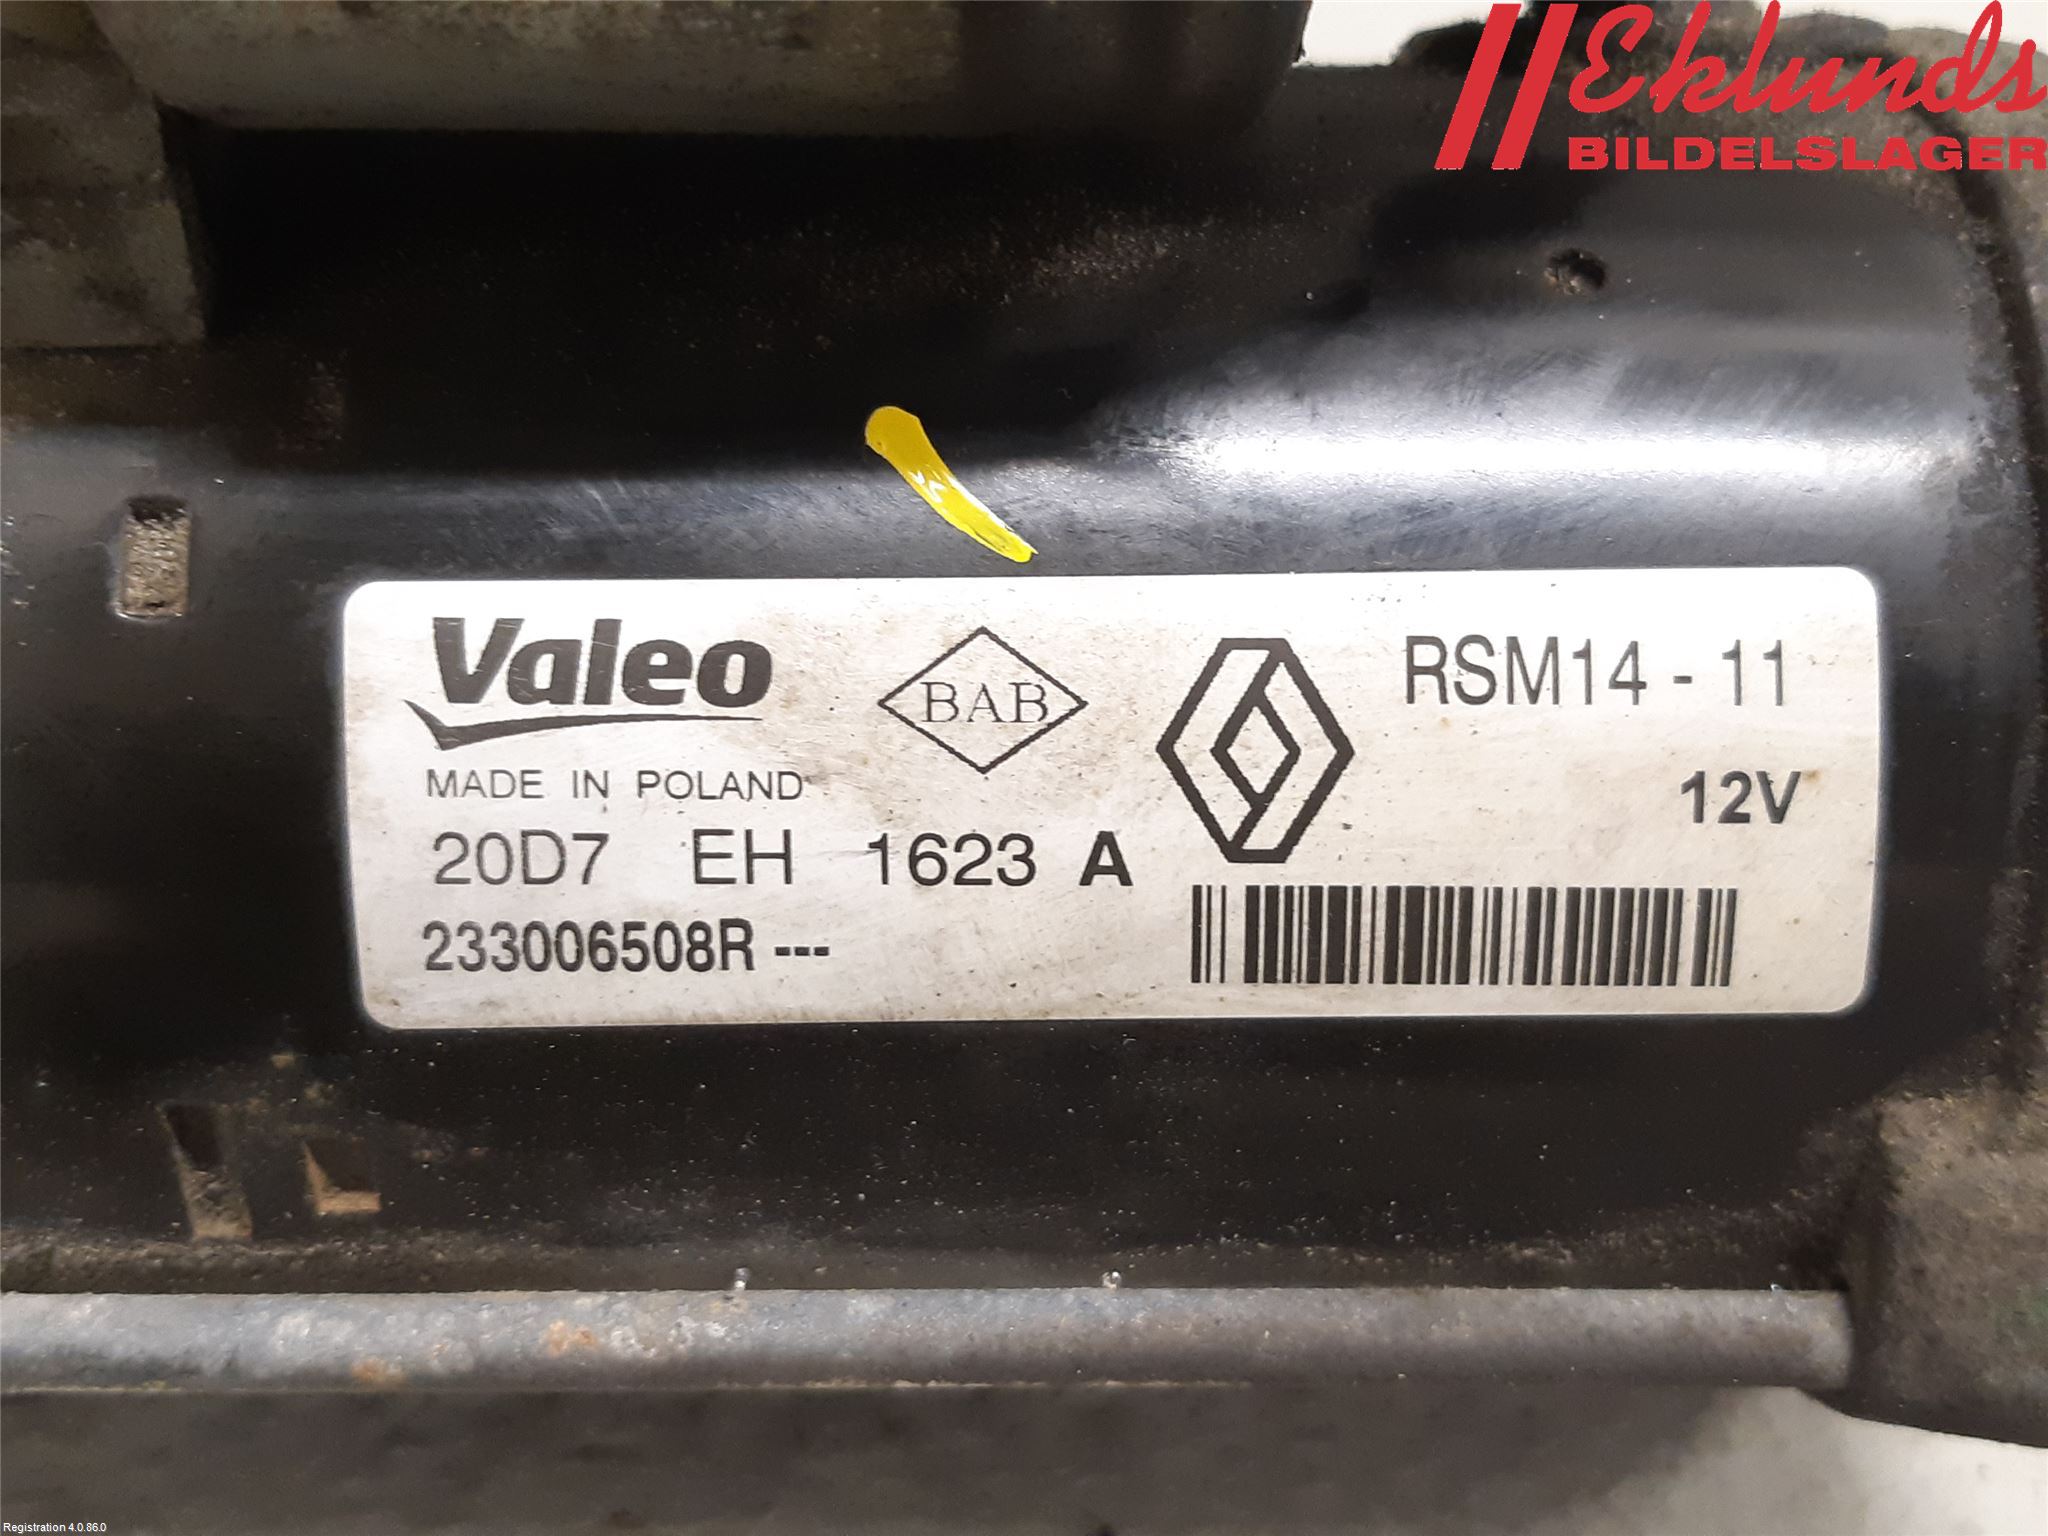 Eklunds
BILDELSLAGER
Valeo
BAB
RSM14 - 11
MADE IN POLAND
12V
20D7 EH 1623 A
233006508R ---
Registration 4.0.86.0